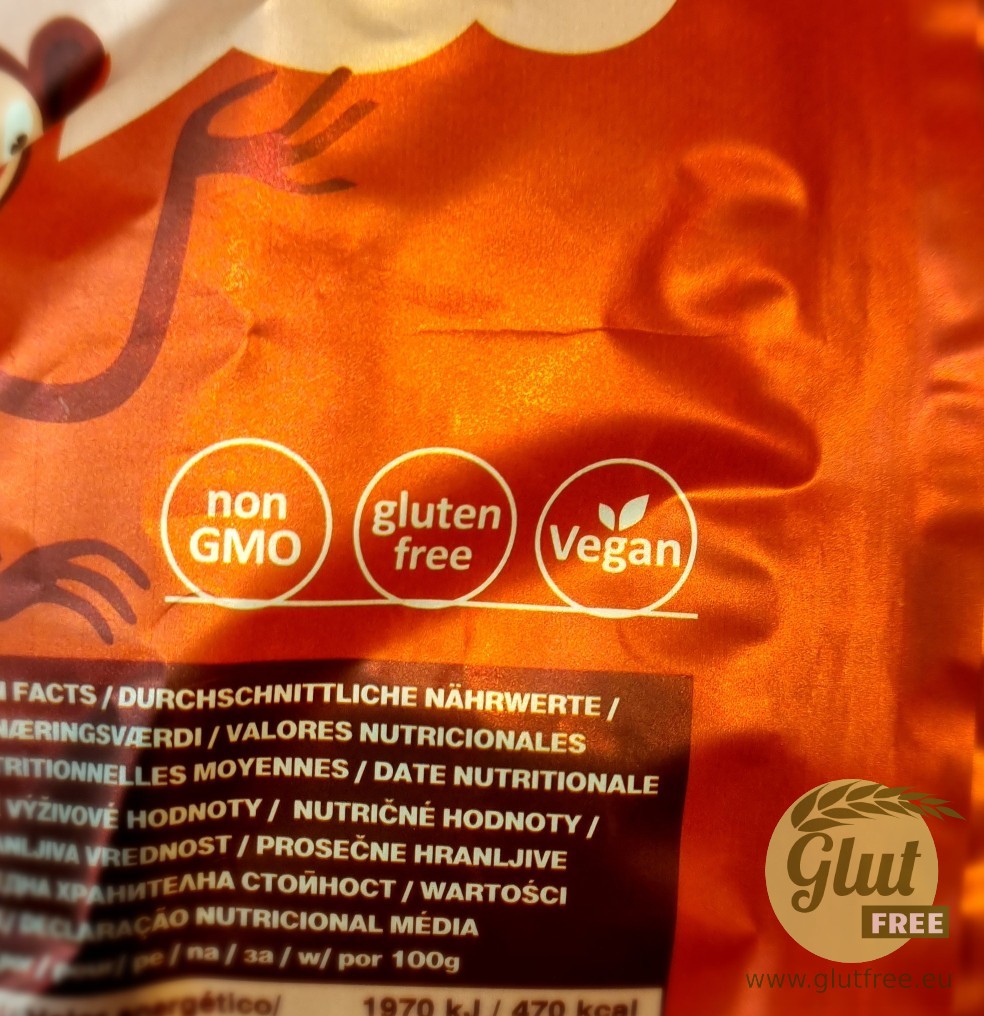 non
GMO
gluten
free
Vegan
FACTS / DURCHSCHNITTLICHE NÄHRWERTE /
NÆRINGSVÆRDI / VALORES NUTRICIONALES
TRITIONNELLES MOYENNES / DATE NUTRITIONALE
VÝŽIVOVÉ HODNOTY / NUTRIČNÉ HODNOTY /
ANLJIVA VREDNOST / PROSEČNE HRANLJIVE
ХРАНИТЕЛНА СТОЙНОСТ / WARTOŚCI
/ DECLARAÇÃO NUTRICIONAL MÉDIA
/ pe / na / за / w/ por 100g
1970 kJ / 470 kcal
Glut
FREE
www.glutfree.eu